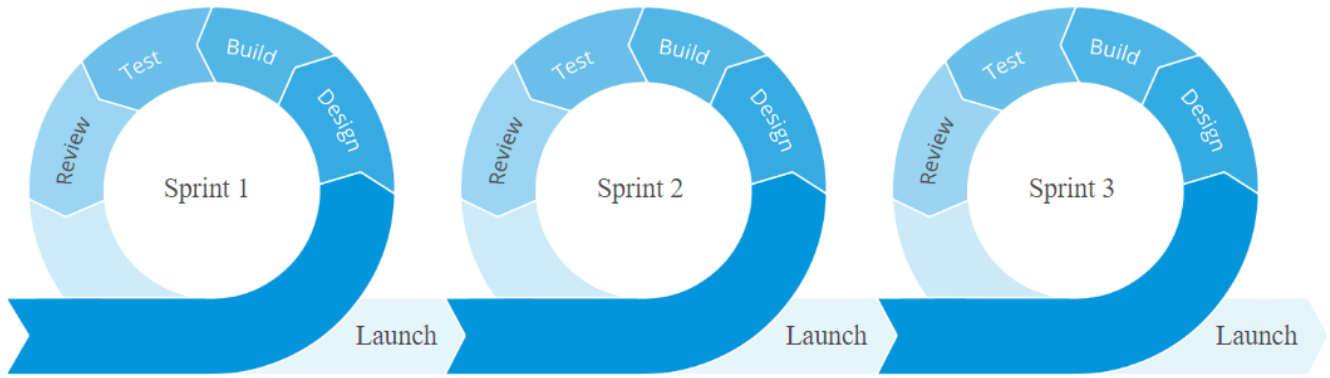 Test
Build
Design
Review
Sprint 1
Launch
Test
Build
Design
Review
Sprint 2
Launch
Test
Build
Design
Review
Sprint 3
Launch